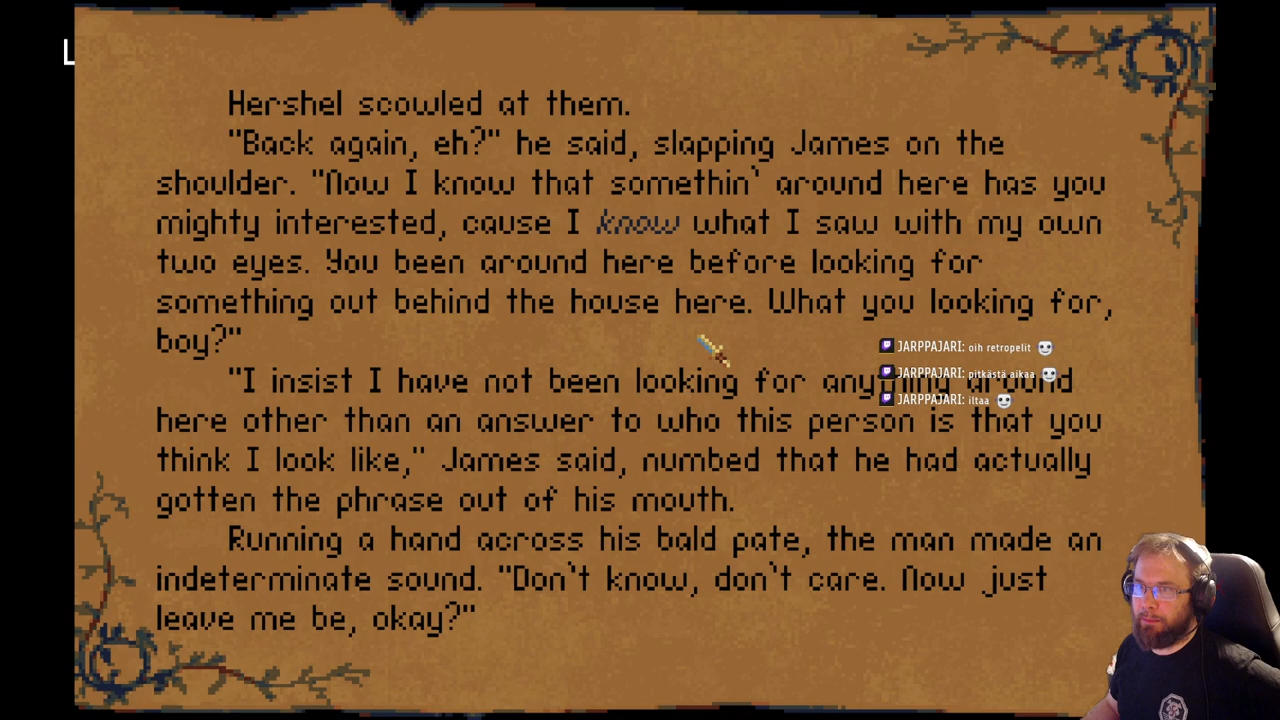 L
Hershel scowled at them.
"Back again, eh?" he said, slapping James on the
shoulder. "Now I know that somethin` around here has you
mighty interested, cause I know what I saw with my own
two eyes. You been around here before looking for
something out behind the house here. What you looking for,
boy?"
"I insist I have not been looking for anything around
here other than an answer to who this person is that you
think I look like," James said, numbed that he had actually
gotten the phrase out of his mouth.
Running a hand across his bald pate, the man made an
indeterminate sound. "Don`t know, don`t care. Now just
leave me be, okay?"
JARPPAJARI: oih retropelit
JARPPAJARI: pitkästä aikaa
JARPPAJARI: iltaa